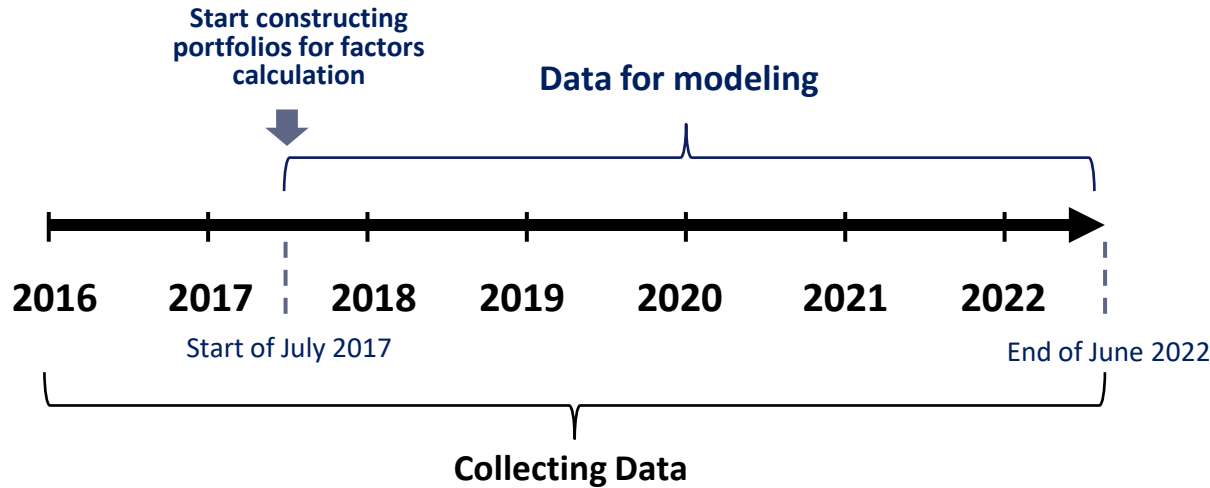 Start constructing
portfolios for factors
calculation
Data for modeling
2016 2017 2018 2019 2020 2021 2022
Start of July 2017
End of June 2022
Collecting Data